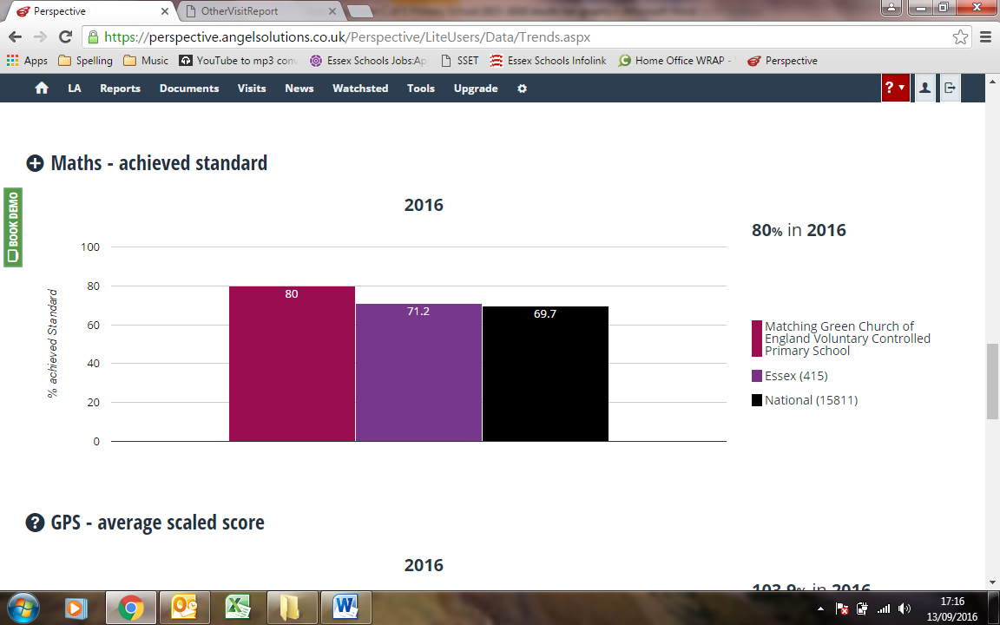 Perspective
OtherVisitReport
https://perspective.angelsolutions.co.uk/Perspective/LiteUsers/Data/Trends.aspx
Apps Spelling Music YouTube to mp3 con Essex Schools Jobs:Ap SSET Essex Schools Infolink Home Office WRAP - Perspective
LA Reports Documents Visits News Watchsted Tools Upgrade ?
Maths - achieved standard
BOOK DEMO
2016
80% in 2016
100
80
60
40
20
0
% achieved Standard
80
71.2
69.7
Matching Green Church of
England Voluntary Controlled
Primary School
Essex (415)
National (15811)
GPS - average scaled score
2016
103.9% in 2016
17:16
13/09/2016